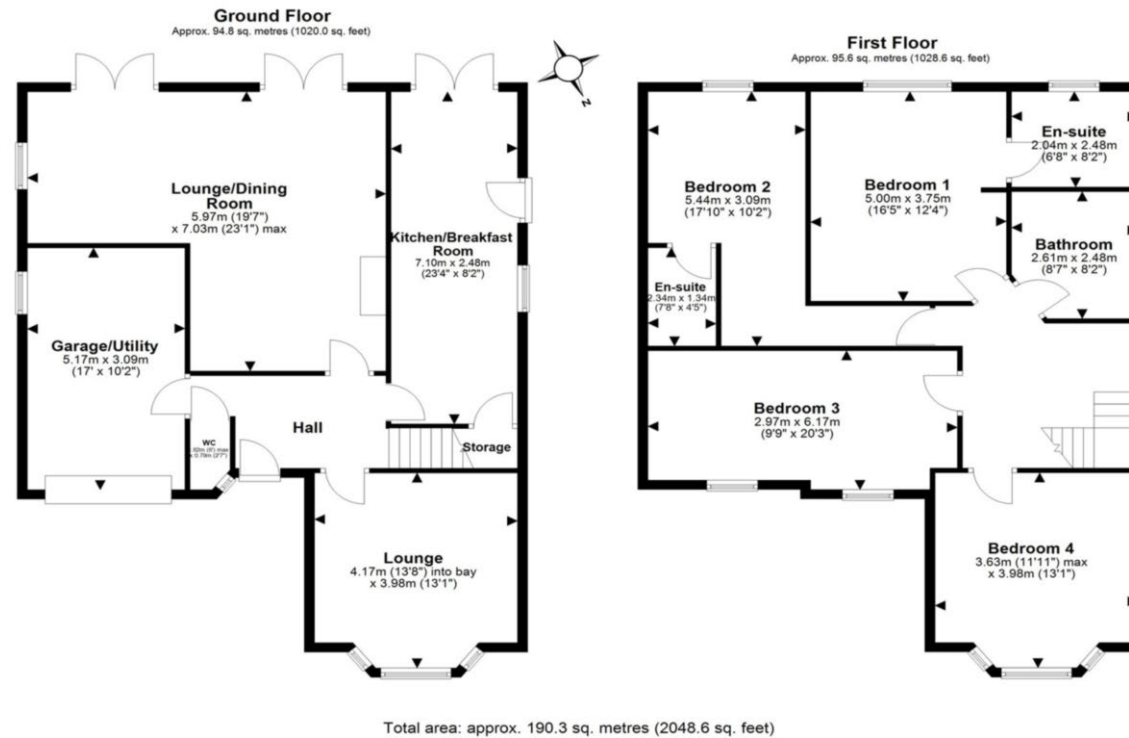 Ground Floor
Approx. 94.8 sq. metres (1020.0 sq. feet)
Lounge/Dining
Room
5.97m (19'7")
x 7.03m (23'1") max
Kitchen/Breakfast
Room
7.10m x 2.48m
(23'4" x 8'2")
Garage/Utility
5.17m x 3.09m
(17' x 10'2")
WC
max
x 0.79m (2'7")
Hall
Storage
Lounge
4.17m (13'8") into bay
x 3.98m (13'1")
First Floor
Approx. 95.6 sq. metres (1028.6 sq. feet)
En-suite
2.04m x 2.48m
(6'8" x 8'2")
Bedroom 2
5.44m x 3.09m
(17'10" x 10'2")
Bedroom 1
5.00m x 3.75m
(16'5" x 12'4")
Bathroom
2.61m x 2.48m
(8'7" x 8'2")
En-suite
2.34m x 1.34m
(7'8" x 4'5")
Bedroom 3
2.97m x 6.17m
(9'9" x 20'3")
Bedroom 4
3.63m (11'11") max
x 3.98m (13'1")
Total area: approx. 190.3 sq. metres (2048.6 sq. feet)